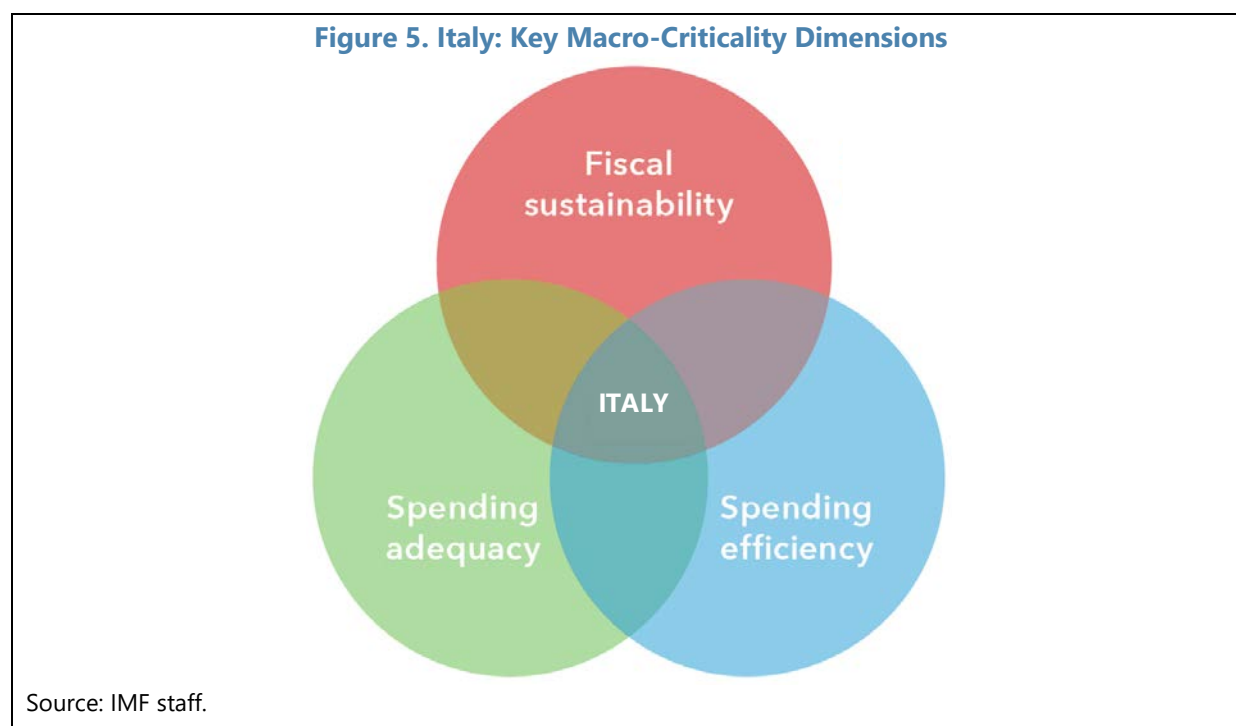 Figure 5. Italy: Key Macro-Criticality Dimensions
Fiscal
sustainability
ITALY
Spending
adequacy
Spending
efficiency
Source: IMF staff.